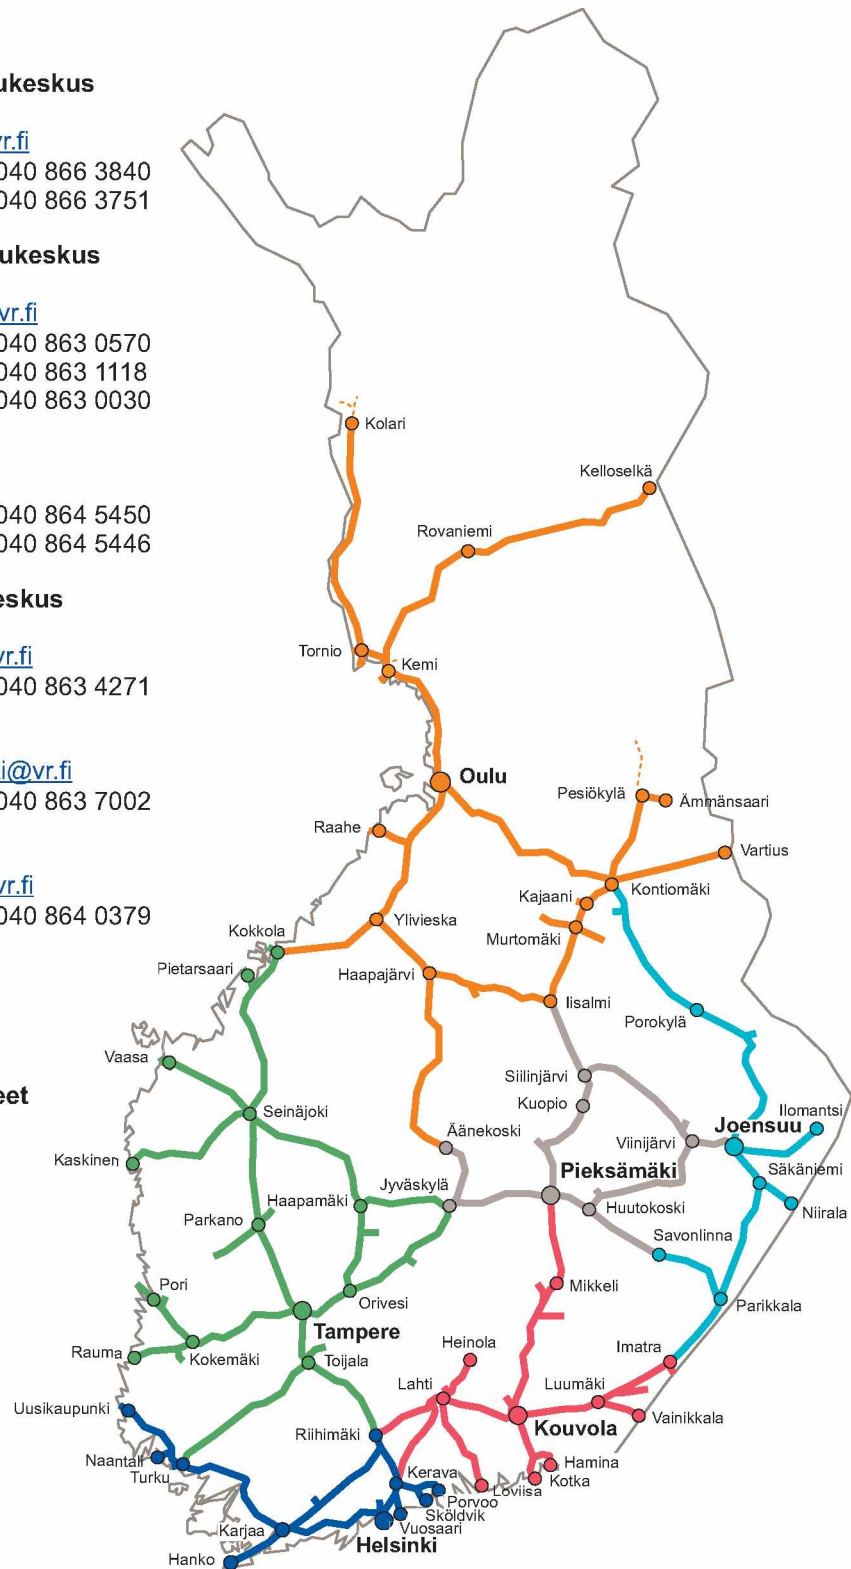 ukeskus
vr.fi
040 866 3840
040 866 3751
ukeskus
vr.fi
040 863 0570
040 863 1118
040 863 0030
040 864 5450
040 864 5446
eskus
vr.fi
040 863 4271
i@vr.fi
040 863 7002
vr.fi
040 864 0379
eet
Kolari
Kelloselkä
Rovaniemi
Tornio
Kemi
Oulu
Pesiökylä
Ämmänsaari
Raahe
Vartius
Kontiomäki
Kajaani
Ylivieska
Kokkola
Murtomäki
Pietarsaari
Haapajärvi
Iisalmi
Porokylä
Vaasa
Siilinjärvi
Kuopio
Seinäjoki
Ilomantsi
Joensuu
Äänekoski
Viinijärvi
Kaskinen
Pieksämäki
Säkäniemi
Jyväskylä
Haapamäki
Huutokoski
Niirala
Parkano
Savonlinna
Pori
Mikkeli
Orivesi
Parikkala
Tampere
Heinola
Imatra
Rauma
Kokemäki
Toijala
Lahti
Luumäki
Uusikaupunki
Vainikkala
Kouvola
Riihimäki
Naantali
Hamina
Turku
Kerava
Kotka
Loviisa
Porvoo
Sköldvik
Karjaa
Vuosaari
Helsinki
Hanko